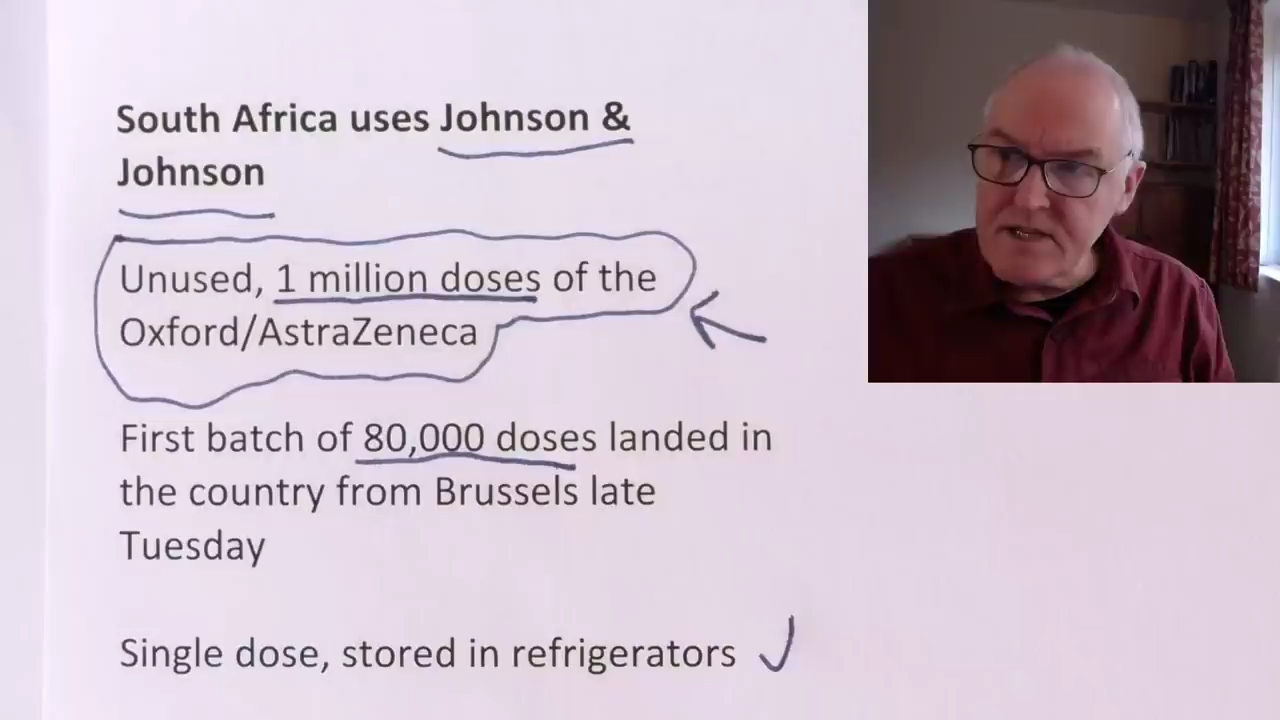 South Africa uses Johnson &
Johnson
Unused, 1 million doses of the
Oxford/AstraZeneca
First batch of 80,000 doses landed in
the country from Brussels late
Tuesday
Single dose, stored in refrigerators